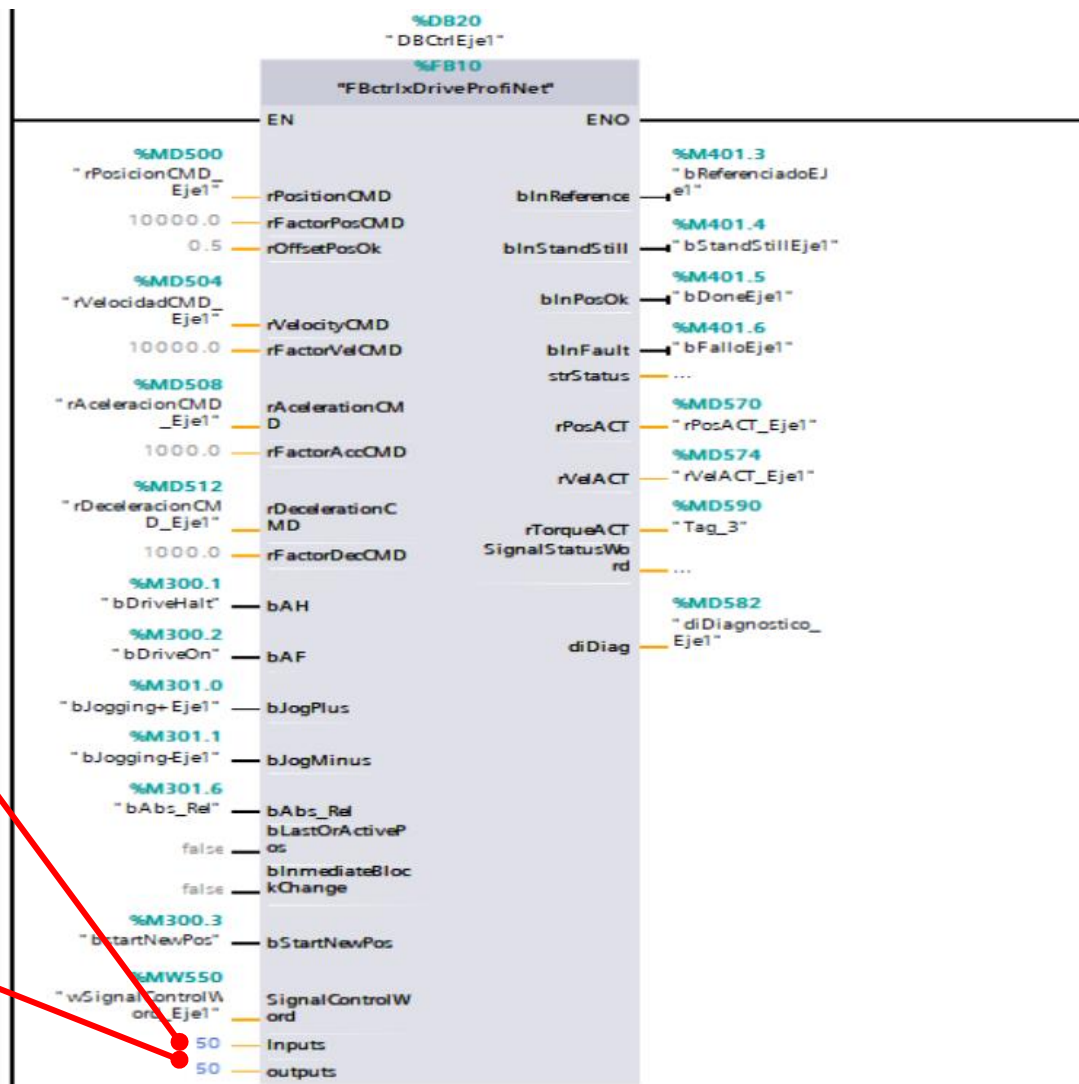 %DB20
"DBCtrlEje1"
%FB10
"FBctrlxDriveProfiNet"
EN
ENO
%MD500
"rPosicionCMD_
Eje1"
rPositionCMD
10000.0
rFactorPosCMD
0.5
rOffsetPosOk
%MD504
"rVelocidadCMD_
Eje1"
rVelocityCMD
10000.0
rFactorVelCMD
%MD508
"rAceleracionCMD
_Eje1"
rAcelerationCM
D
1000.0
rFactorAccCMD
%MD512
"rDeceleracionCM
D_Eje1"
rDecelerationC
MD
1000.0
rFactorDecCMD
%M300.1
"bDriveHalt"
bAH
%M300.2
"bDriveOn"
bAF
%M301.0
"bJogging+Eje1"
bJogPlus
%M301.1
"bJogging-Eje1"
bJogMinus
%M301.6
"bAbs_Rel"
bAbs_Rel
bLastOrActiveP
os
false
bInmediateBloc
kChange
false
%M300.3
"bstartNewPos"
bStartNewPos
%MW550
"wSignalControlW
ord_Eje1"
SignalControlW
ord
50
Inputs
50
outputs
%M401.3
"bReferenciadoEJ
e1"
bInReference
%M401.4
"bStandStillEje1"
bInStandStill
%M401.5
"bDoneEje1"
bInPosOk
%M401.6
"bFalloEje1"
bInFault
strStatus
...
%MD570
"rPosACT_Eje1"
rPosACT
%MD574
"rVelACT_Eje1"
rVelACT
%MD590
"Tag_3"
rTorqueACT
SignalStatusWo
rd
...
%MD582
"diDiagnostico_
Eje1"
diDiag